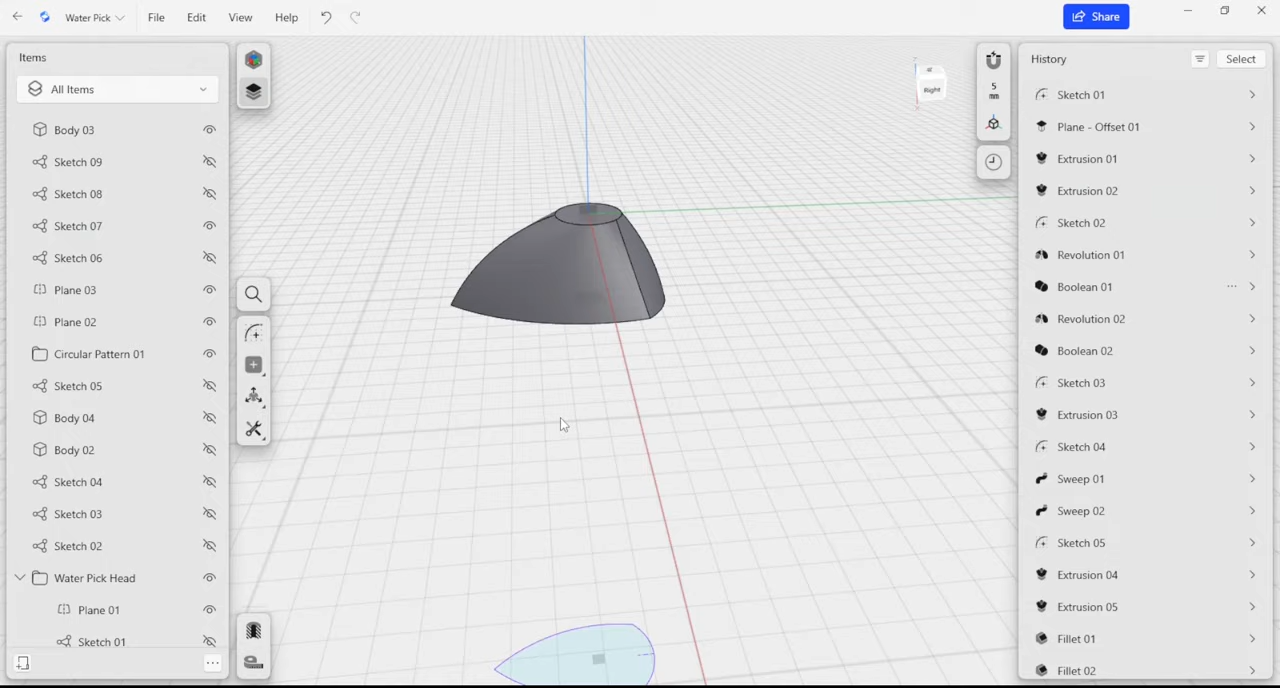 Water Pick
File
Edit
View
Help
Share
Items
All Items
Body 03
Sketch 09
Sketch 08
Sketch 07
Sketch 06
Plane 03
Plane 02
Circular Pattern 01
Sketch 05
Body 04
Body 02
Sketch 04
Sketch 03
Sketch 02
Water Pick Head
Plane 01
Sketch 01
Right
5
mm
History
Select
Sketch 01
Plane - Offset 01
Extrusion 01
Extrusion 02
Sketch 02
Revolution 01
Boolean 01
Revolution 02
Boolean 02
Sketch 03
Extrusion 03
Sketch 04
Sweep 01
Sweep 02
Sketch 05
Extrusion 04
Extrusion 05
Fillet 01
Fillet 02